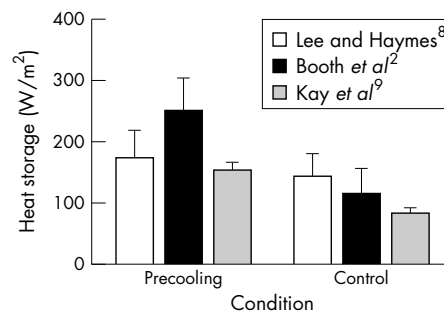 400
300
200
100
0
Heat storage (W/m²)
Lee and Haymes⁸
Booth et al²
Kay et al⁹
Precooling
Control
Condition